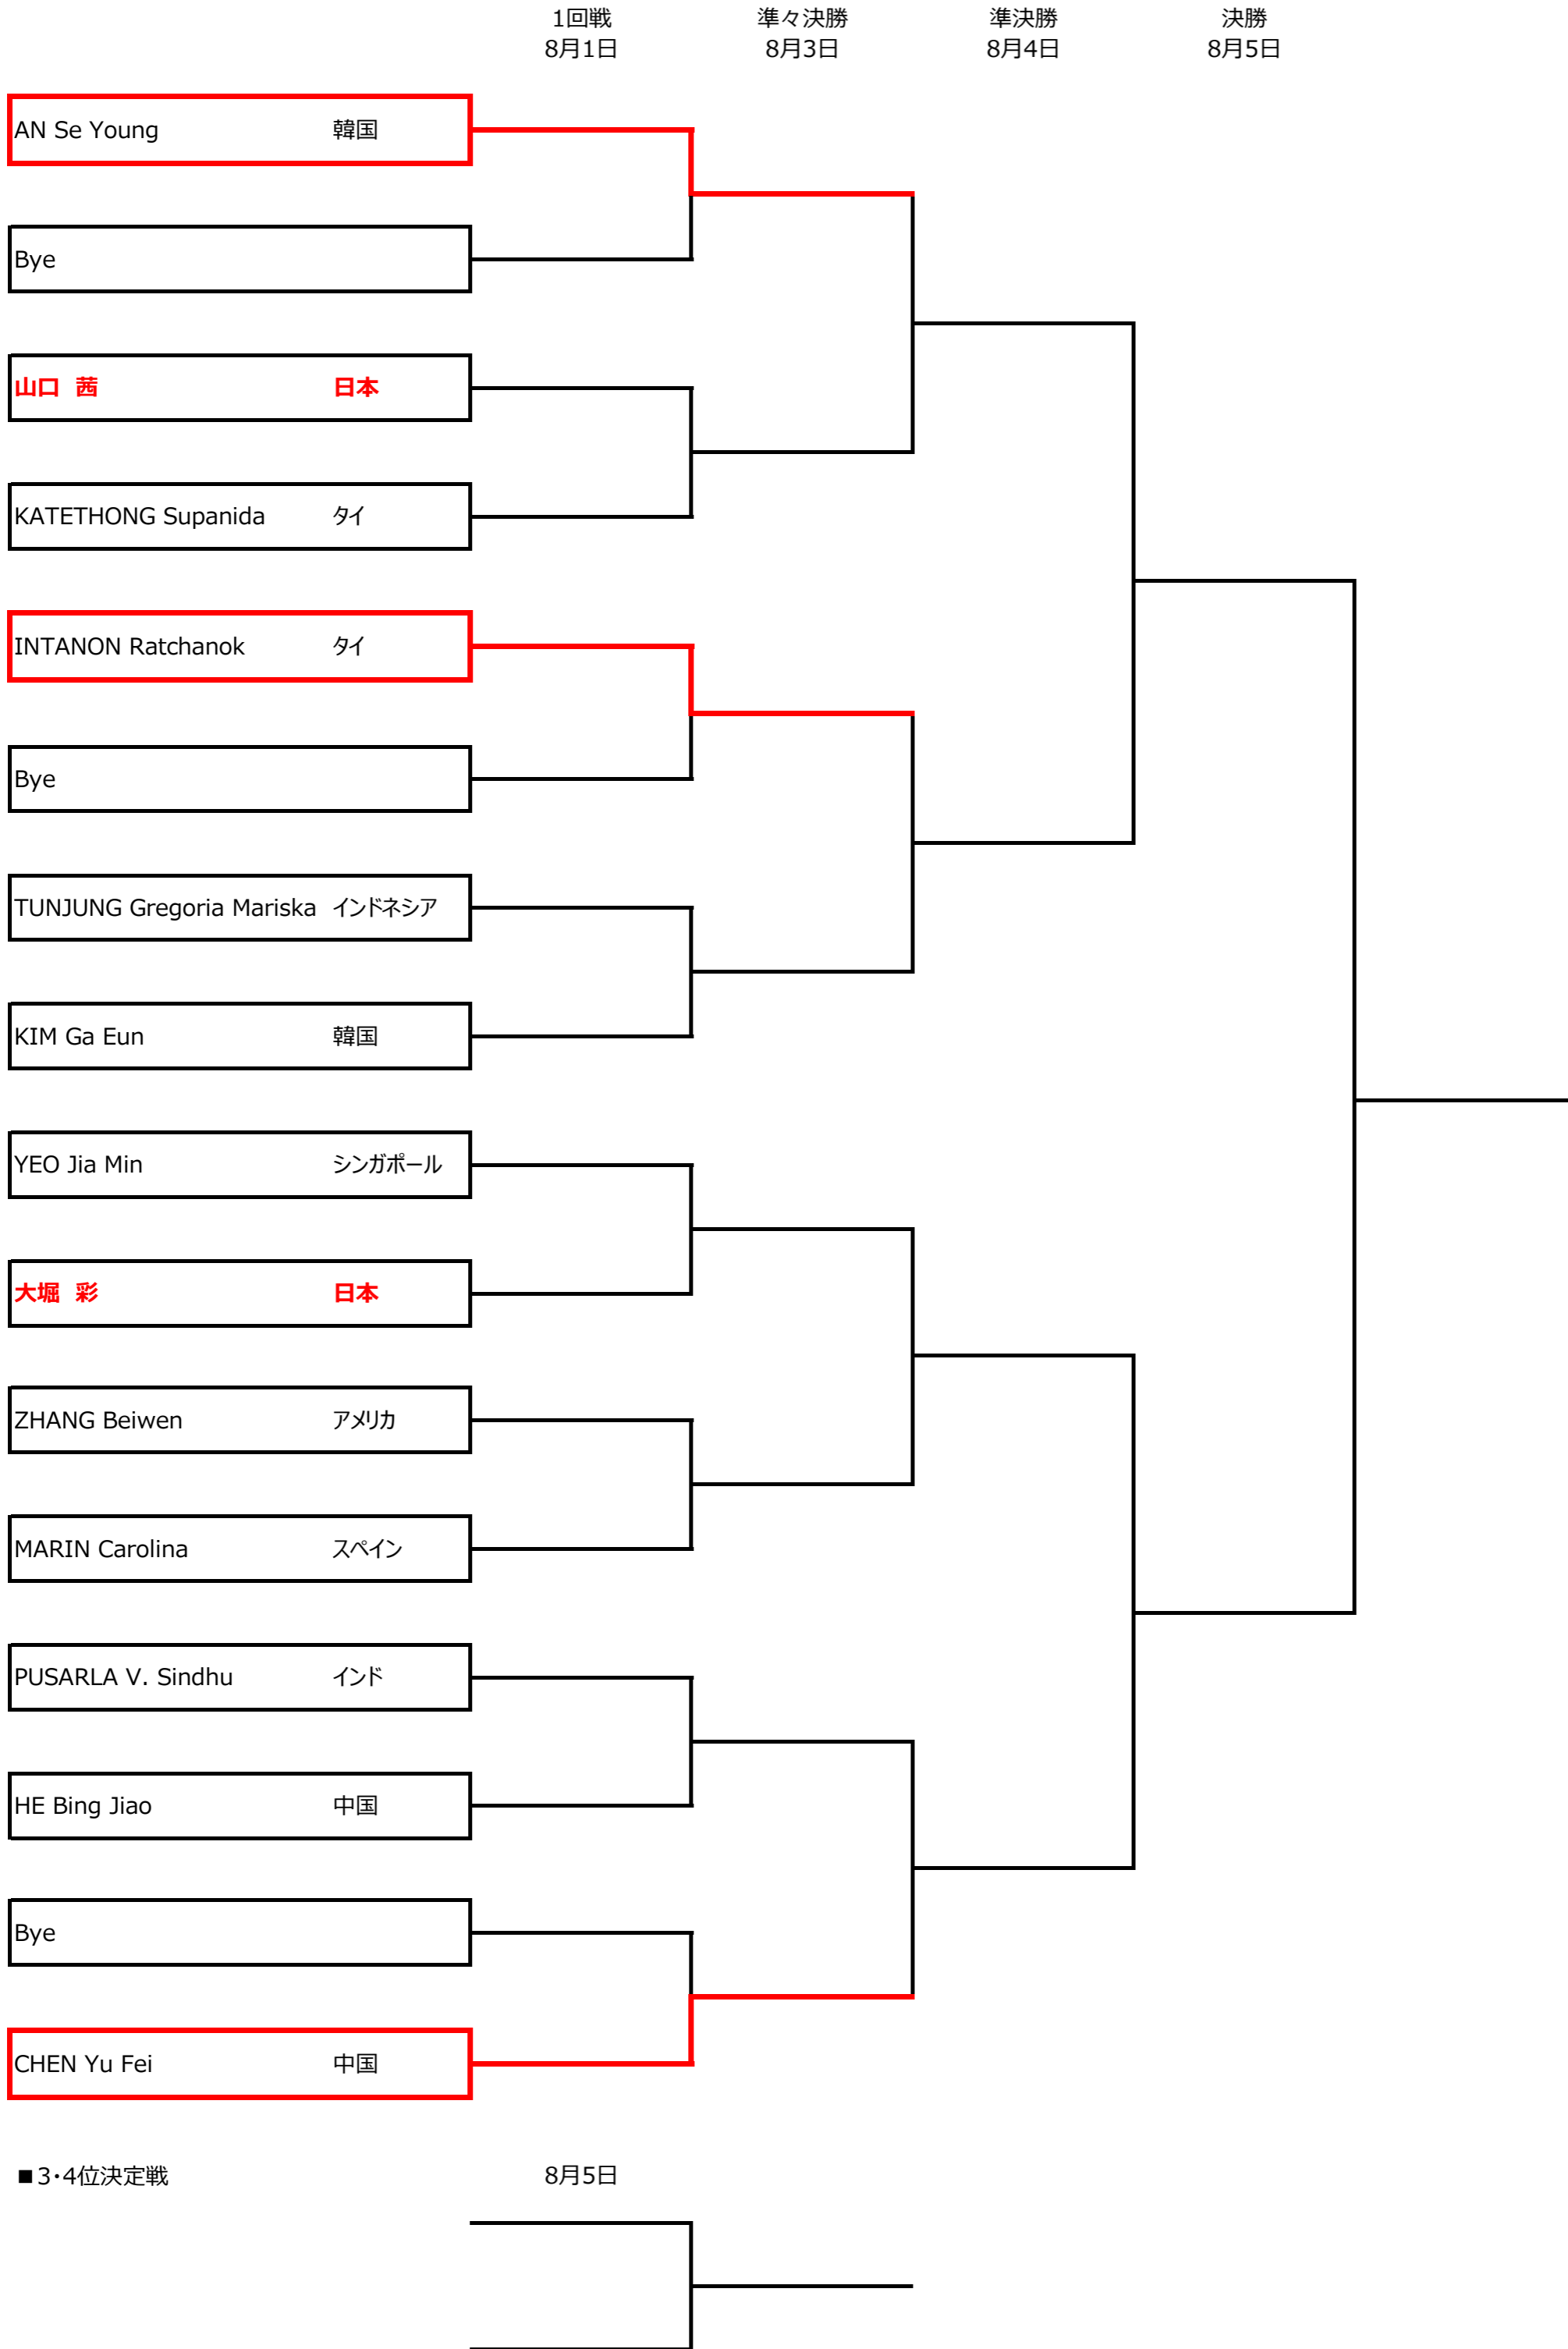 1回戦 準々決勝 準決勝 決勝
8月1日 8月3日 8月4日 8月5日
AN Se Young 韓国
Bye
山口 茜 日本
KATETHONG Supanida タイ
INTANON Ratchanok タイ
Bye
TUNJUNG Gregoria Mariska インドネシア
KIM Ga Eun 韓国
YEO Jia Min シンガポール
大堀 彩 日本
ZHANG Beiwen アメリカ
MARIN Carolina スペイン
PUSARLA V. Sindhu インド
HE Bing Jiao 中国
Bye
CHEN Yu Fei 中国
■3・4位決定戦 8月5日